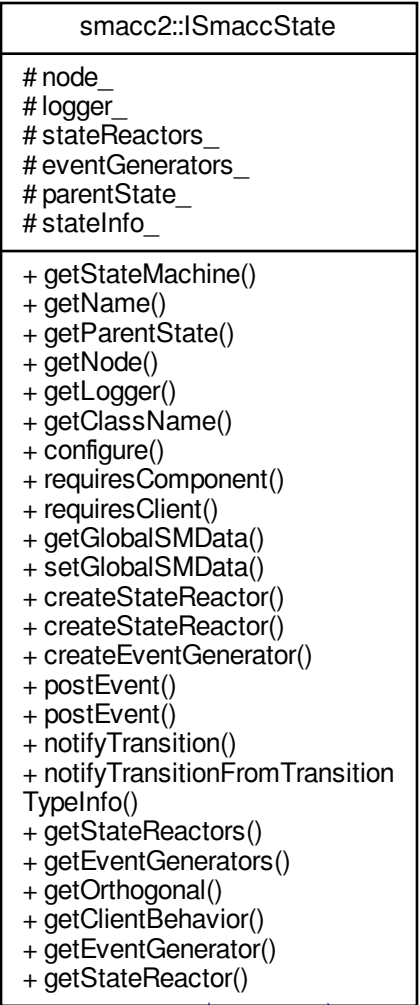 smacc2::ISmaccState
# node_
# logger_
# stateReactors_
# eventGenerators_
# parentState_
# stateInfo_
+ getStateMachine()
+ getName()
+ getParentState()
+ getNode()
+ getLogger()
+ getClassName()
+ configure()
+ requiresComponent()
+ requiresClient()
+ getGlobalSMData()
+ setGlobalSMData()
+ createStateReactor()
+ createStateReactor()
+ createEventGenerator()
+ postEvent()
+ postEvent()
+ notifyTransition()
+ notifyTransitionFromTransition
TypeInfo()
+ getStateReactors()
+ getEventGenerators()
+ getOrthogonal()
+ getClientBehavior()
+ getEventGenerator()
+ getStateReactor()